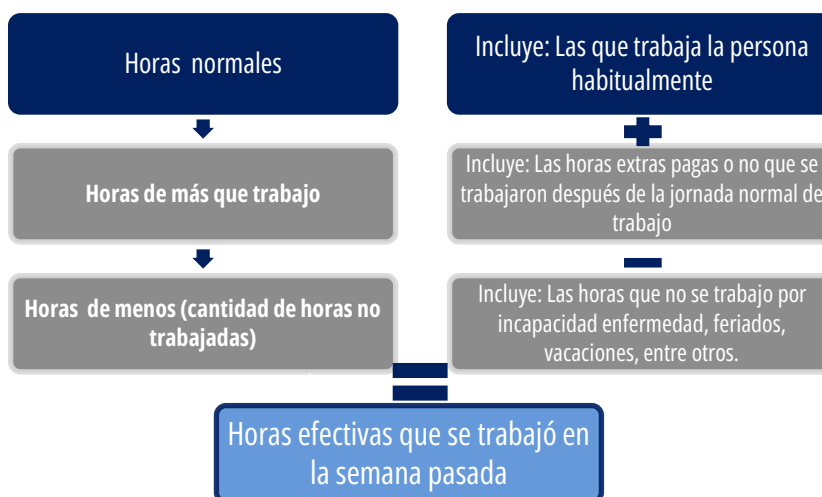 Horas normales
Incluye: Las que trabaja la persona
habitualmente
Horas de más que trabajo
Incluye: Las horas extras pagas o no que se
trabajaron después de la jornada normal de
trabajo
Horas de menos (cantidad de horas no
trabajadas)
Incluye: Las horas que no se trabajo por
incapacidad enfermedad, feriados,
vacaciones, entre otros.
Horas efectivas que se trabajó en
la semana pasada